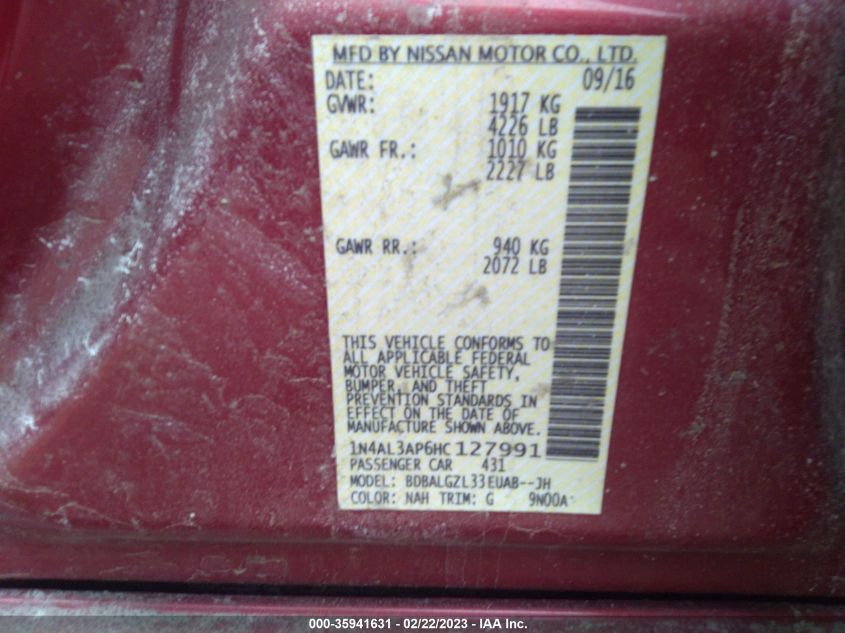 MFD BY NISSAN MOTOR CO., LTD.
DATE: 09/16
GVWR: 1917 KG
4226 LB
GAWR FR.: 1010 KG
2227 LB
GAWR RR.: 940 KG
2072 LB
THIS VEHICLE CONFORMS TO
ALL APPLICABLE FEDERAL
MOTOR VEHICLE SAFETY,
BUMPER, AND THEFT
PREVENTION STANDARDS IN
EFFECT ON THE DATE OF
MANUFACTURE SHOWN ABOVE.
1N4AL3AP6HC127991
PASSENGER CAR 431
MODEL: BDBALGZL33EUAB--JH
COLOR: NAH TRIM: G 9N00A
000-35941631 - 02/22/2023 - IAA Inc.